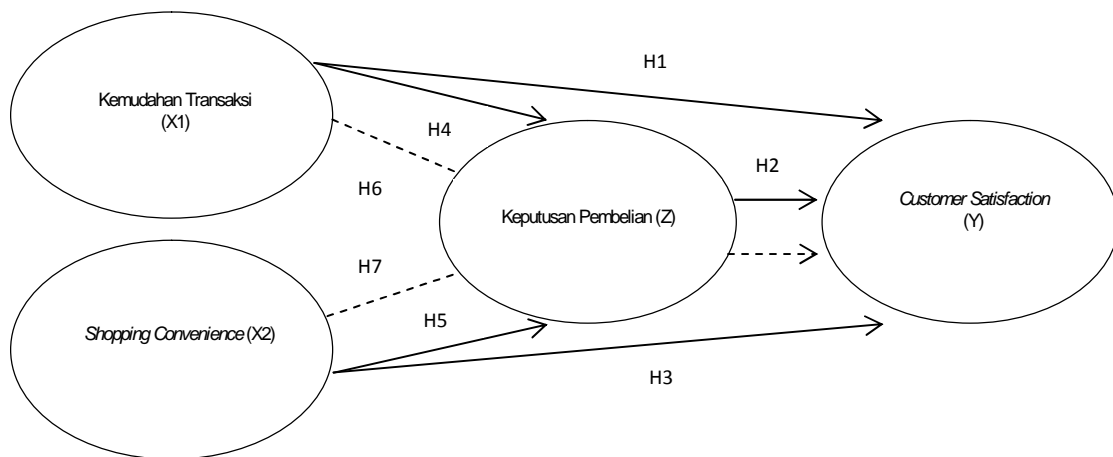 H1
Kemudahan Transaksi
(X1)
H4
H2
H6
Customer Satisfaction
(Y)
Keputusan Pembelian (Z)
H7
H5
Shopping Convenience (X2)
H3